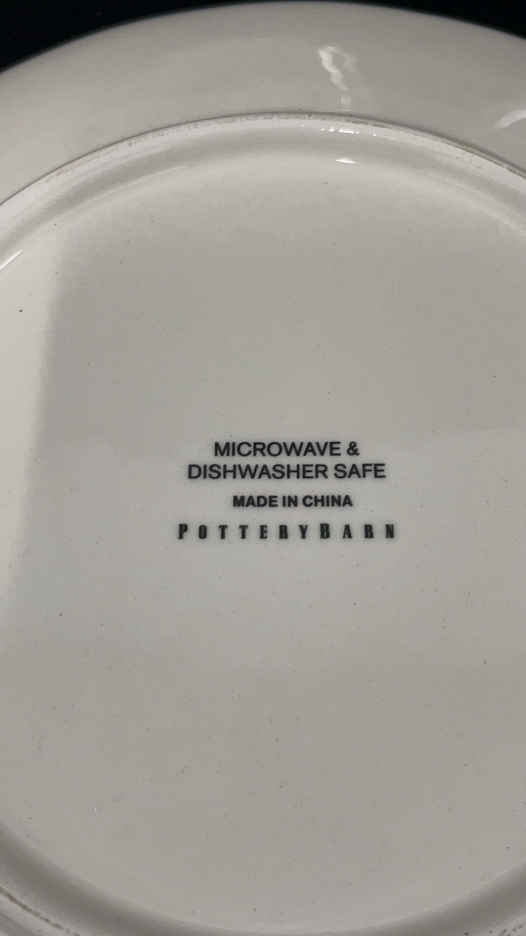 MICROWAVE &
DISHWASHER SAFE
MADE IN CHINA
POTTERYBARN